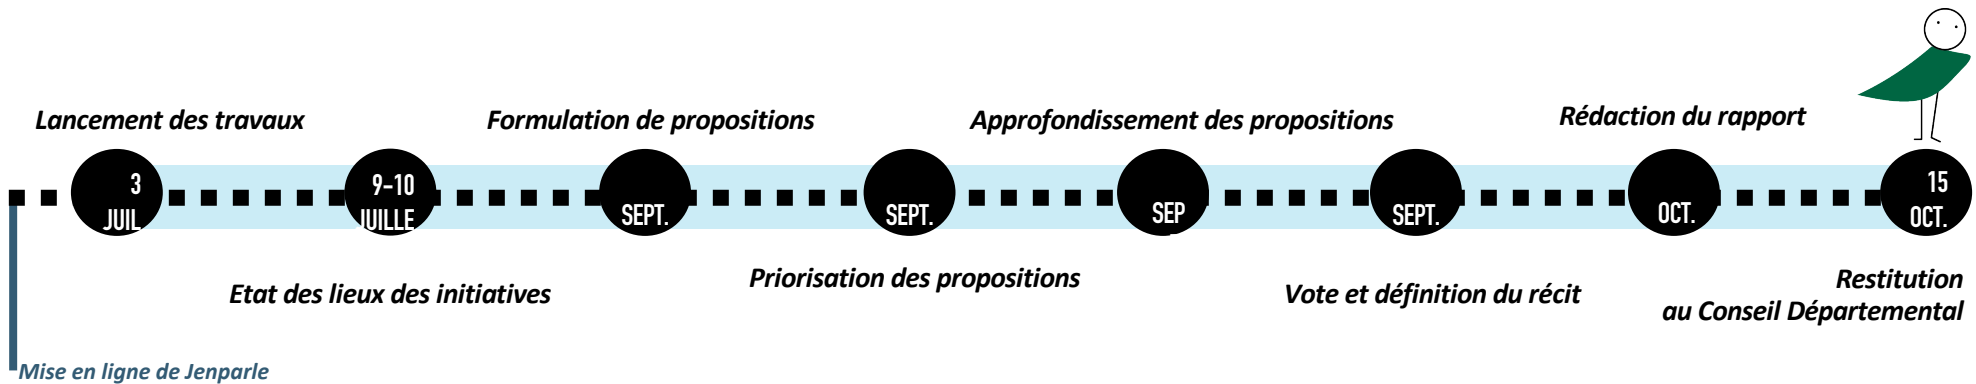 Lancement des travaux
Formulation de propositions
Approfondissement des propositions
Rédaction du rapport
3
JUIL
9-10
JUILLE
SEPT.
SEPT.
SEP
SEPT.
OCT.
15
OCT.
Etat des lieux des initiatives
Priorisation des propositions
Vote et définition du récit
Restitution
au Conseil Départemental
Mise en ligne de Jenparle